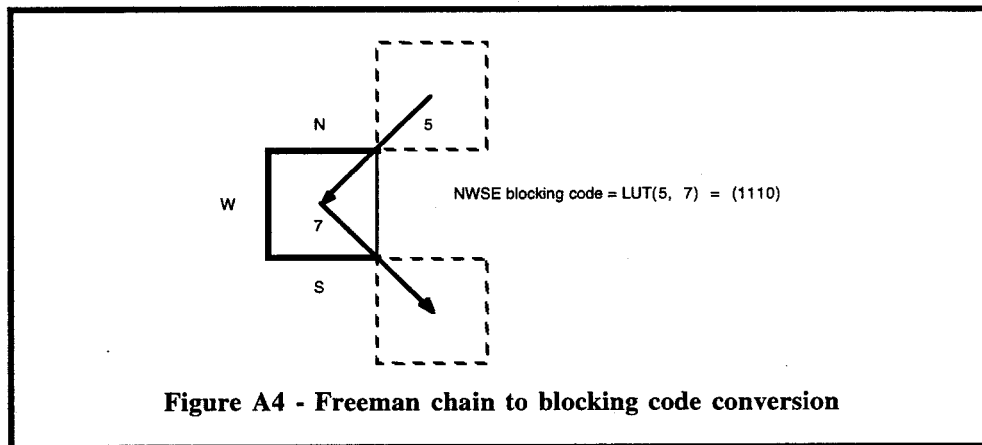 5
N
W
NWSE blocking code = LUT(5, 7) = (1110)
7
S
Figure A4 - Freeman chain to blocking code conversion